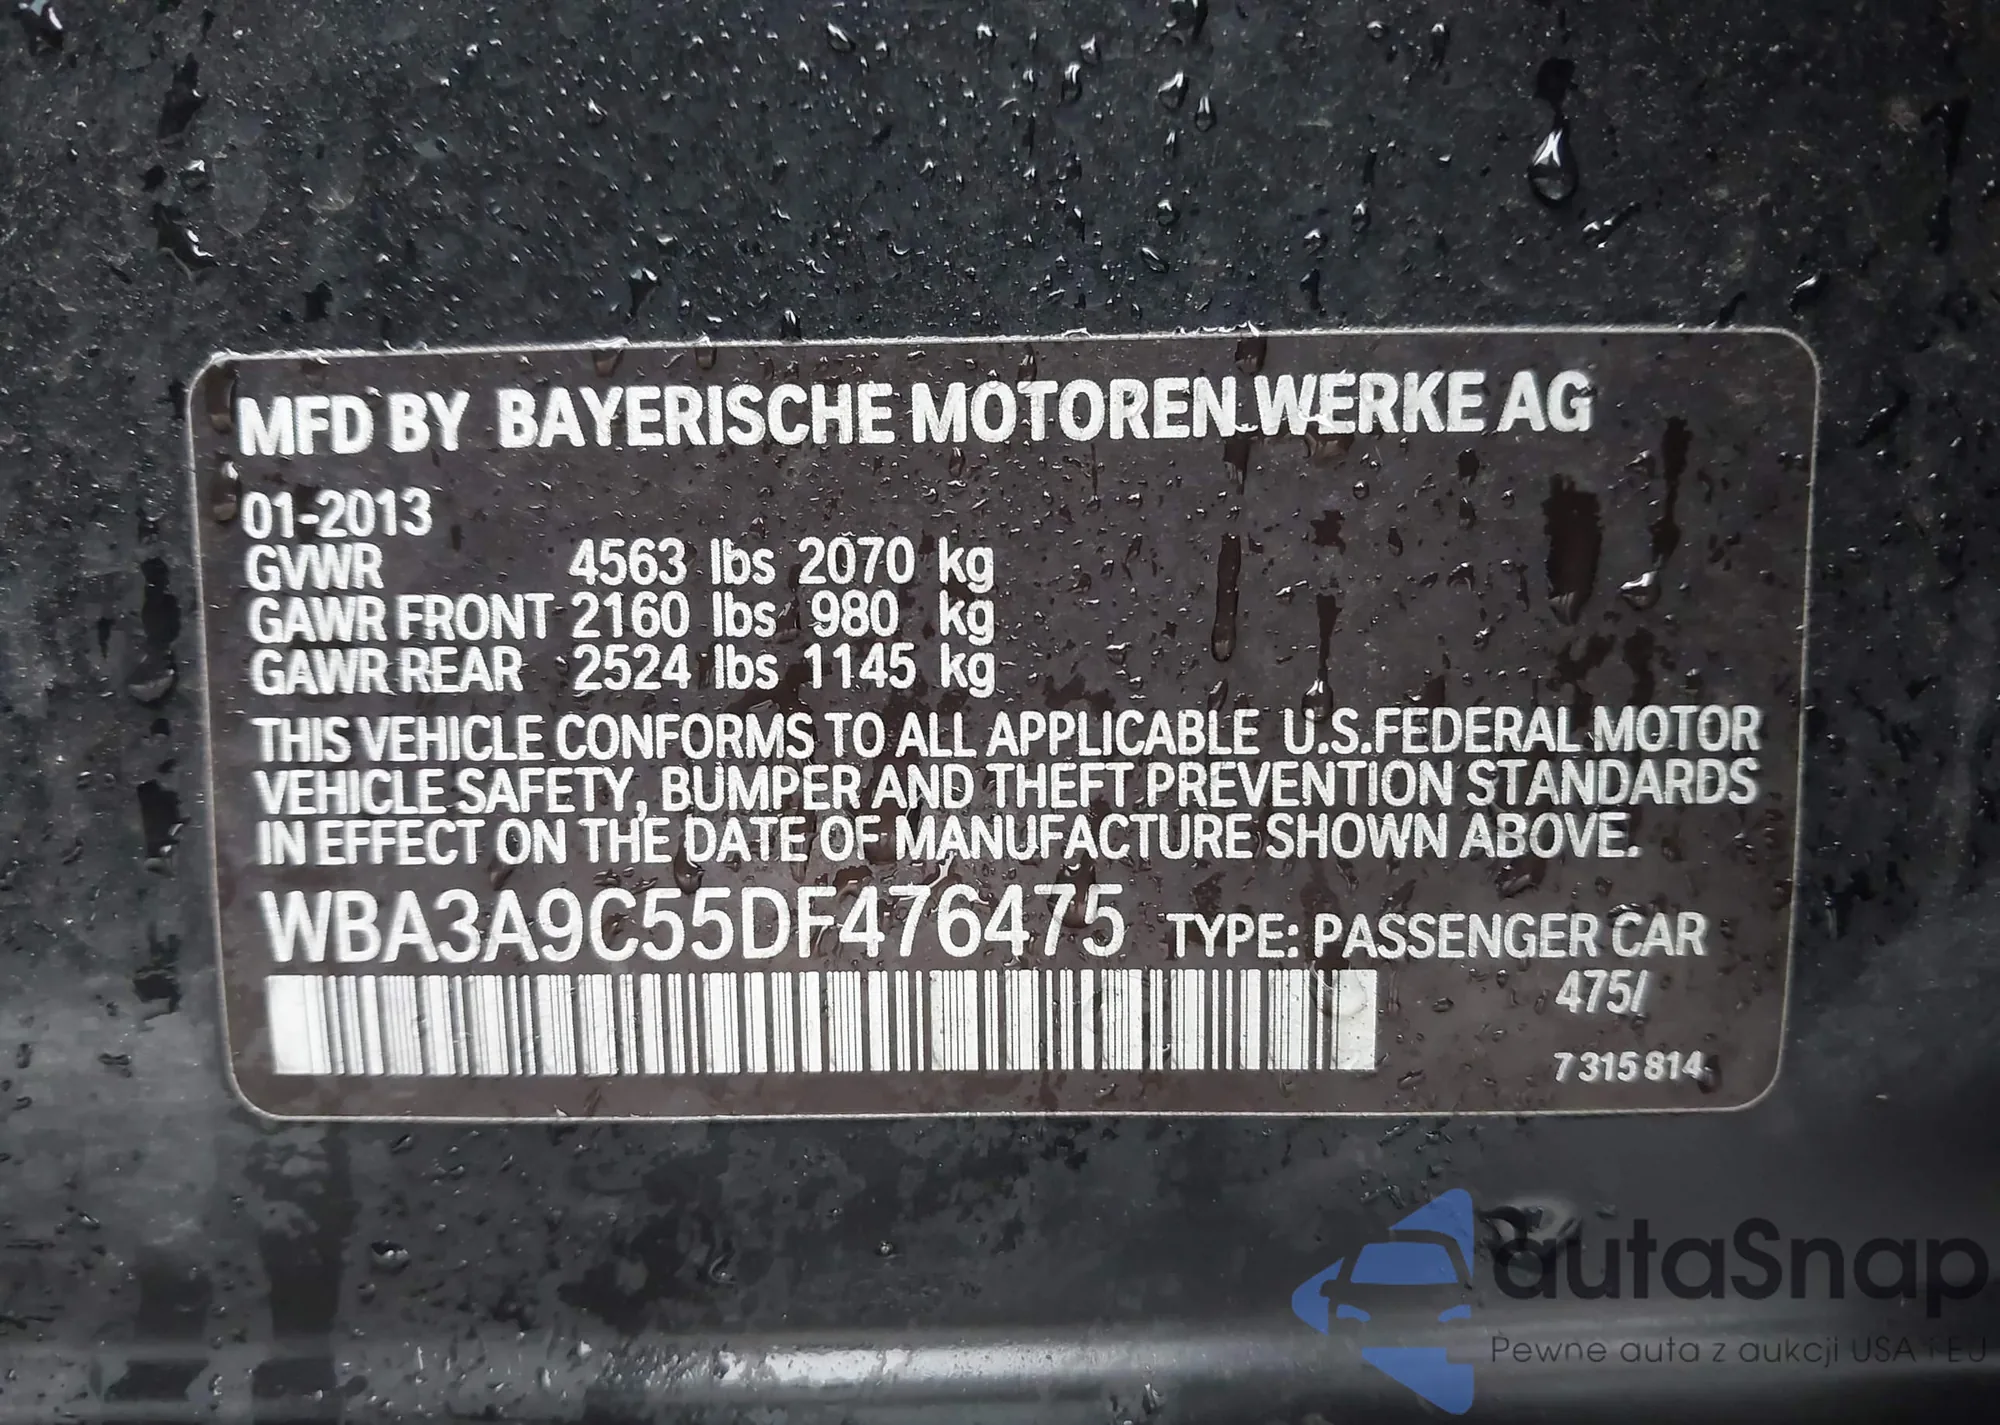 MFD BY BAYERISCHE MOTOREN WERKE AG
01-2013
GVWR 4563 lbs 2070 kg
GAWR FRONT 2160 lbs 980 kg
GAWR REAR 2524 lbs 1145 kg
THIS VEHICLE CONFORMS TO ALL APPLICABLE U.S.FEDERAL MOTOR
VEHICLE SAFETY, BUMPER AND THEFT PREVENTION STANDARDS
IN EFFECT ON THE DATE OF MANUFACTURE SHOWN ABOVE.
WBA3A9C55DF476475 TYPE: PASSENGER CAR
475/
7 315 814
autaSnap
Pewne auta z aukcji USA i EU